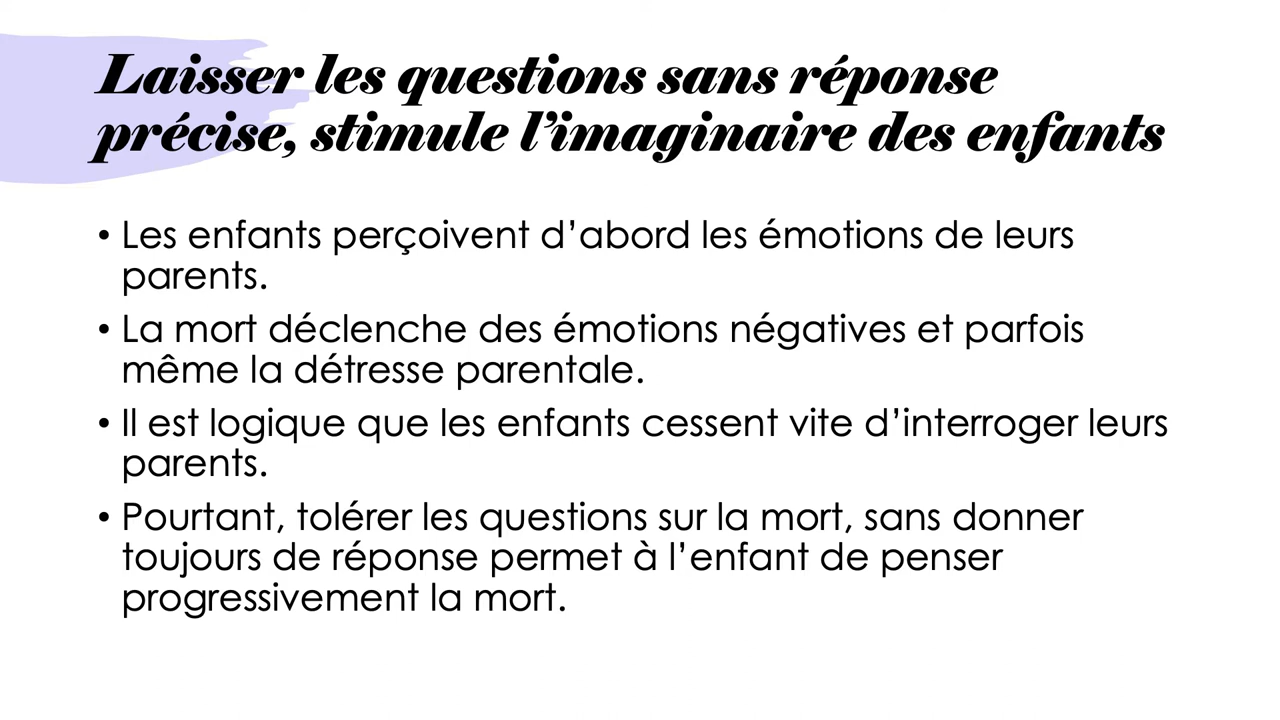 Laisser les questions sans réponse
précise, stimule l’imaginaire des enfants
• Les enfants perçoivent d’abord les émotions de leurs
parents.
• La mort déclenche des émotions négatives et parfois
même la détresse parentale.
• Il est logique que les enfants cessent vite d’interroger leurs
parents.
• Pourtant, tolérer les questions sur la mort, sans donner
toujours de réponse permet à l’enfant de penser
progressivement la mort.